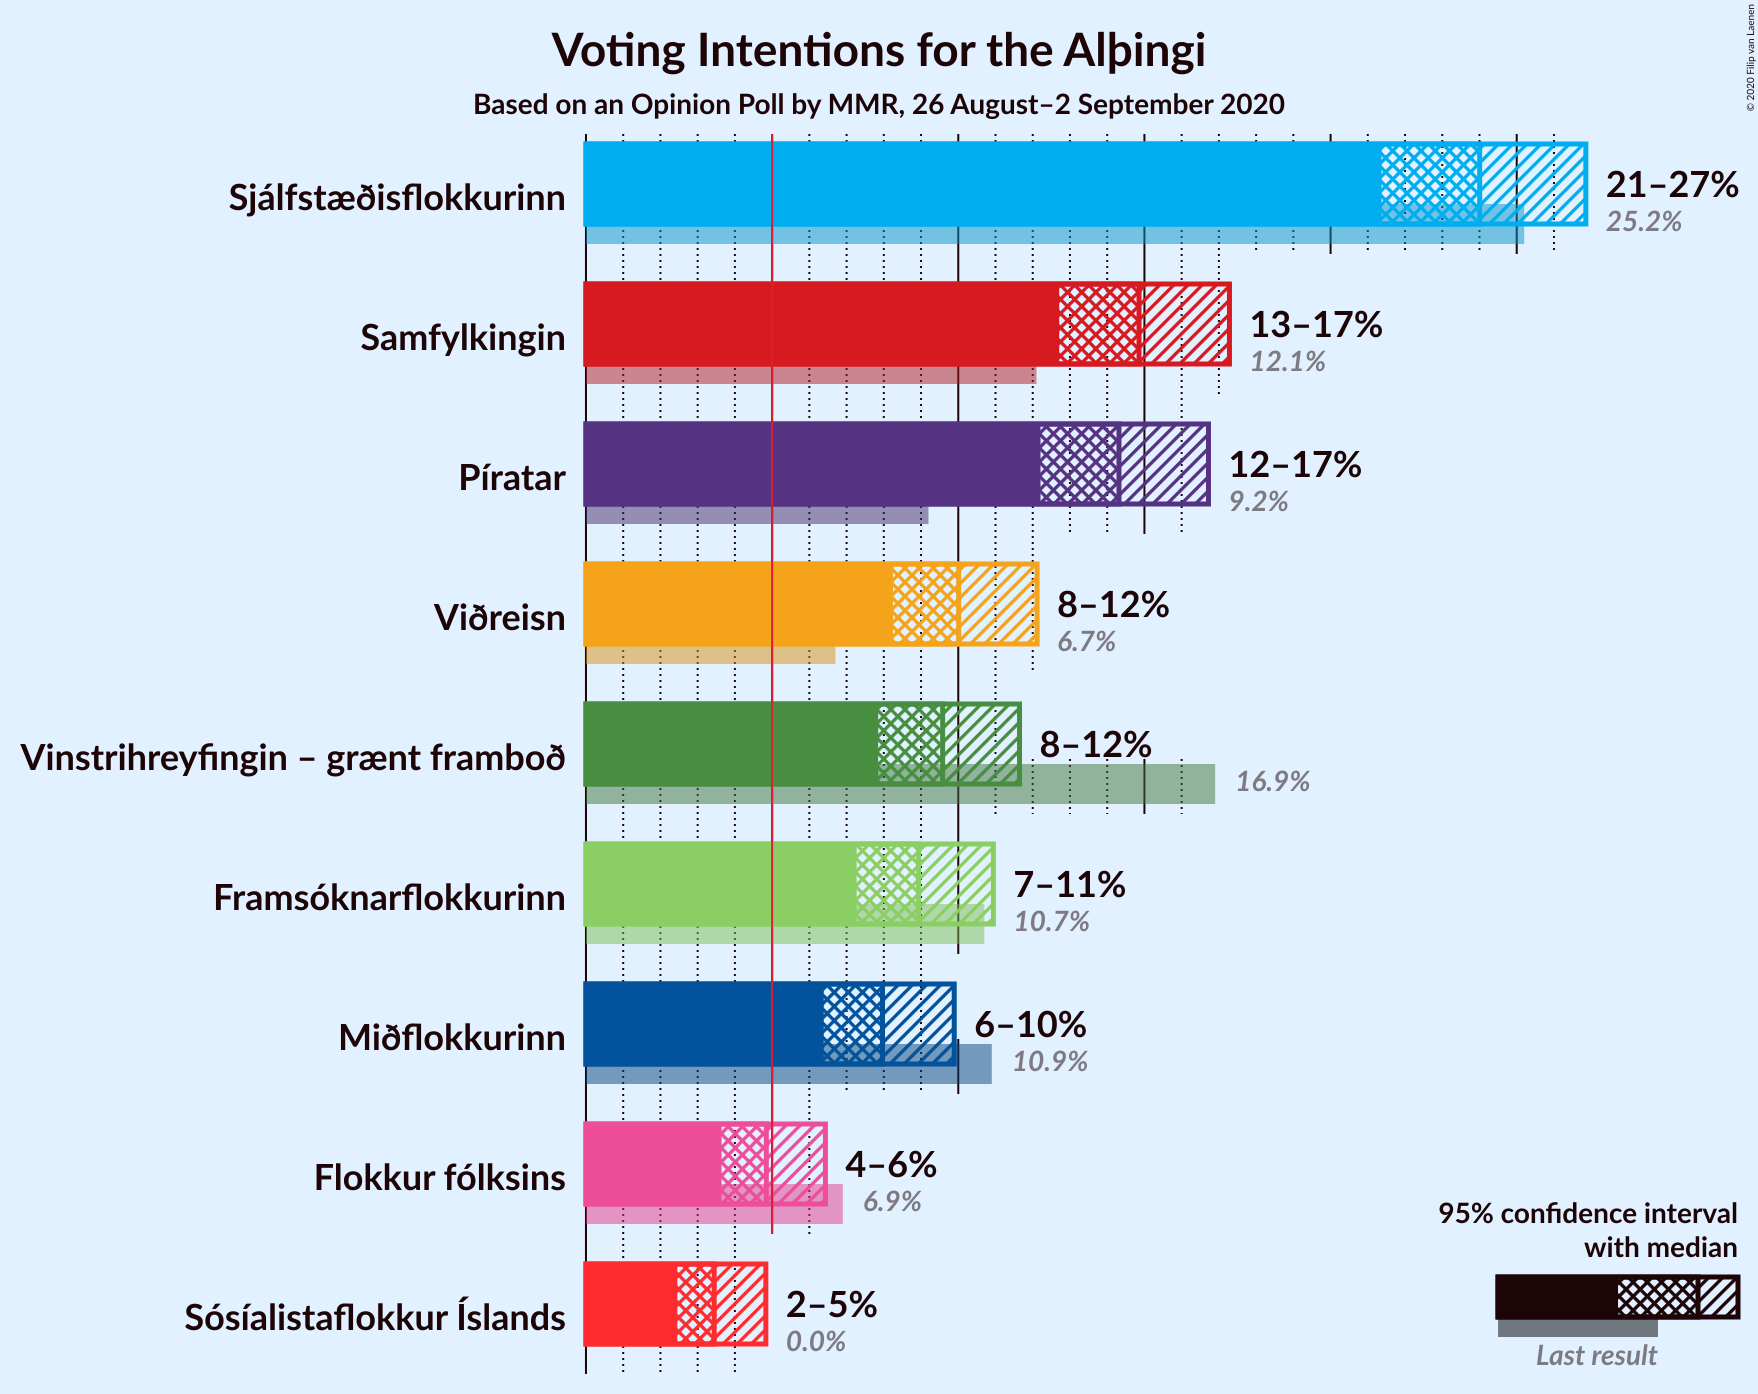 Voting Intentions for the Alþingi
Based on an Opinion Poll by MMR, 26 August–2 September 2020
© 2020 Filip van Laenen
Sjálfstæðisflokkurinn
21–27%
25.2%
Samfylkingin
13–17%
12.1%
Píratar
12–17%
9.2%
Viðreisn
8–12%
6.7%
Vinstrihreyfingin – grænt framboð
8–12%
16.9%
Framsóknarflokkurinn
7–11%
10.7%
Miðflokkurinn
6–10%
10.9%
Flokkur fólksins
4–6%
6.9%
Sósíalistaflokkur Íslands
2–5%
0.0%
95% confidence interval
with median
Last result